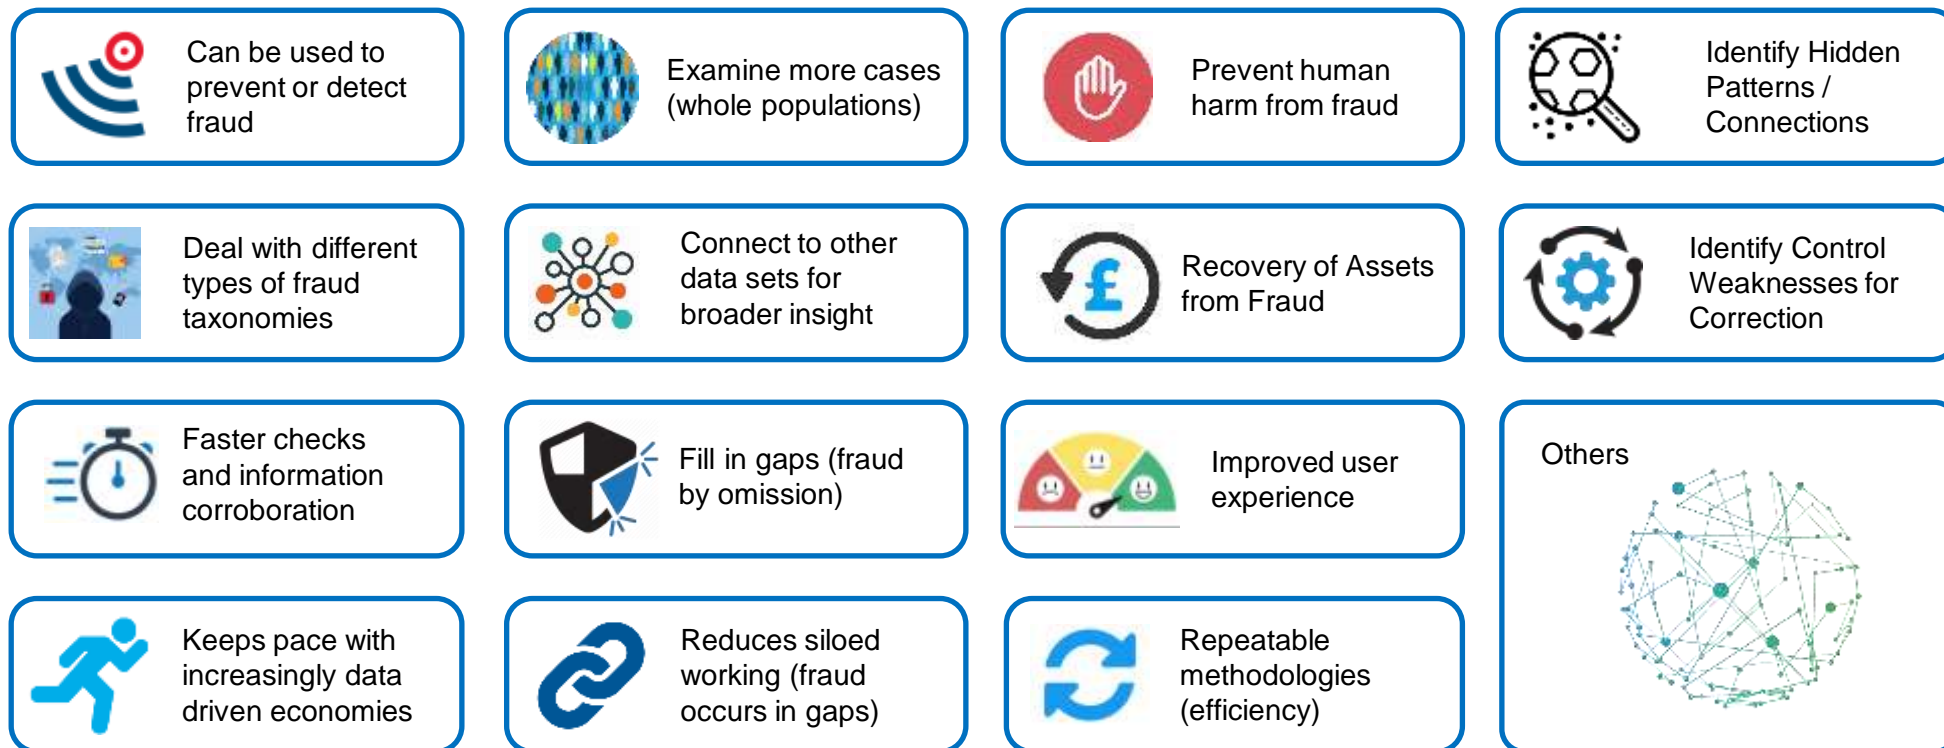 Can be used to
prevent or detect
fraud
Examine more cases
(whole populations)
Prevent human
harm from fraud
Identify Hidden
Patterns /
Connections
Deal with different
types of fraud
taxonomies
Connect to other
data sets for
broader insight
£
Recovery of Assets
from Fraud
Identify Control
Weaknesses for
Correction
Faster checks
and information
corroboration
Fill in gaps (fraud
by omission)
Improved user
experience
Others
Keeps pace with
increasingly data
driven economies
Reduces siloed
working (fraud
occurs in gaps)
Repeatable
methodologies
(efficiency)